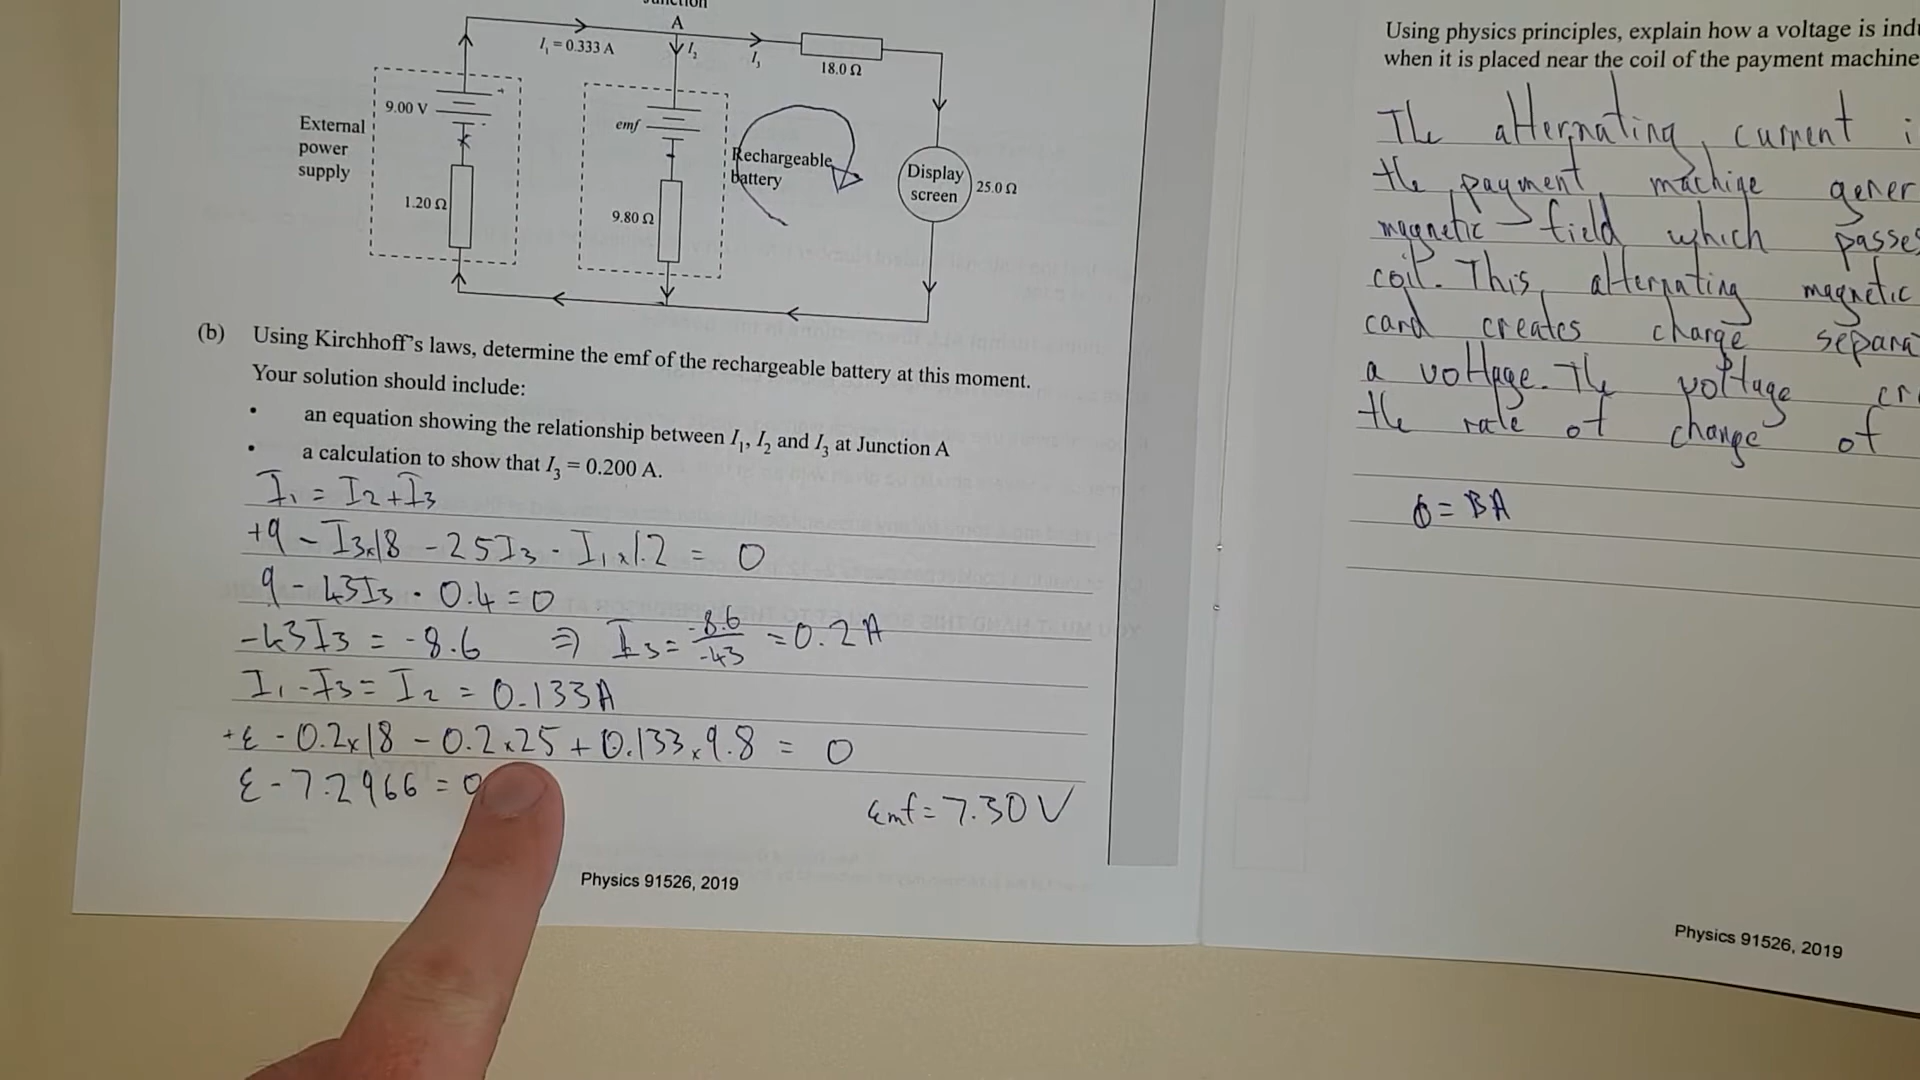 A
I₁ = 0.333 A
I₂
I₃
18.0 Ω
9.00 V
+
-
emf
External
power
supply
Rechargeable
battery
Display
screen
25.0 Ω
1.20 Ω
9.80 Ω
(b) Using Kirchhoff's laws, determine the emf of the rechargeable battery at this moment.
Your solution should include:
• an equation showing the relationship between I₁, I₂ and I₃ at Junction A
• a calculation to show that I₃ = 0.200 A.
I₁ = I₂ + I₃
+9 - I₃×18 - 25I₃ - I₁×1.2 = 0
9 - 43I₃ - 0.4 = 0
-43I₃ = -8.6 ⇒ I₃ = -8.6/-43 = 0.2 A
I₁ - I₃ = I₂ = 0.133A
+ε - 0.2×18 - 0.2×25 + 0.133×9.8 = 0
ε - 7.2966 = 0
emf = 7.30 V
Physics 91526, 2019
Using physics principles, explain how a voltage is
when it is placed near the coil of the payment machine
The alternating current
the payment machine
magnetic field which
coil. This alternating magnetic
card creates charge
a voltage. The voltage
the rate of change of
ϕ = BA
Physics 91526, 2019